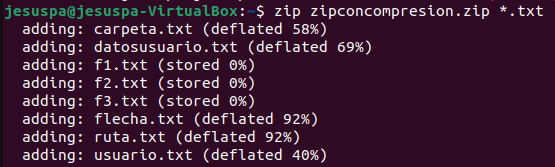 jesuspa@jesuspa-VirtualBox:~$ zip zipconcompresion.zip *.txt
adding: carpeta.txt (deflated 58%)
adding: datosusuario.txt (deflated 69%)
adding: f1.txt (stored 0%)
adding: f2.txt (stored 0%)
adding: f3.txt (stored 0%)
adding: flecha.txt (deflated 92%)
adding: ruta.txt (deflated 92%)
adding: usuario.txt (deflated 40%)